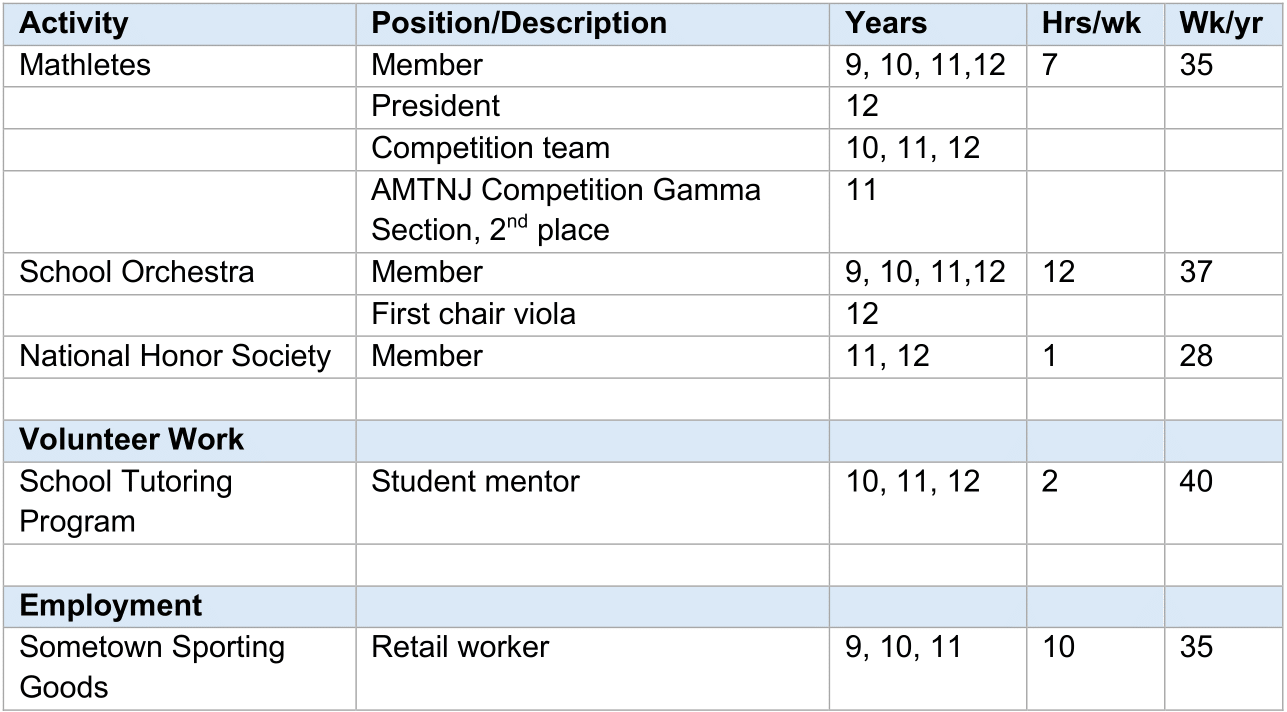 Activity Position/Description Years Hrs/wk Wk/yr
Mathletes Member 9, 10, 11,12 7 35
President 12
Competition team 10, 11, 12
AMTNJ Competition Gamma 11
Section, 2nd place
School Orchestra Member 9, 10, 11,12 12 37
First chair viola 12
National Honor Society Member 11, 12 1 28
Volunteer Work
School Tutoring Student mentor 10, 11, 12 2 40
Program
Employment
Sometown Sporting Retail worker 9, 10, 11 10 35
Goods